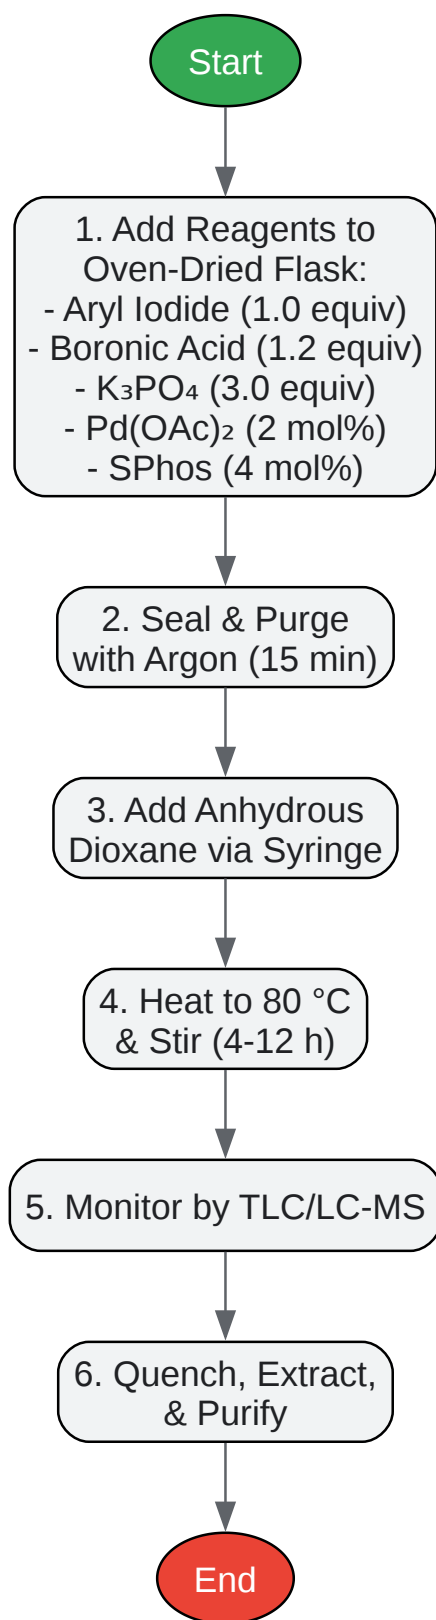 Start
1. Add Reagents to
Oven-Dried Flask:
- Aryl Iodide (1.0 equiv)
- Boronic Acid (1.2 equiv)
- K₃PO₄ (3.0 equiv)
- Pd(OAc)₂ (2 mol%)
- SPhos (4 mol%)
2. Seal & Purge
with Argon (15 min)
3. Add Anhydrous
Dioxane via Syringe
4. Heat to 80 °C
& Stir (4-12 h)
5. Monitor by TLC/LC-MS
6. Quench, Extract,
& Purify
End